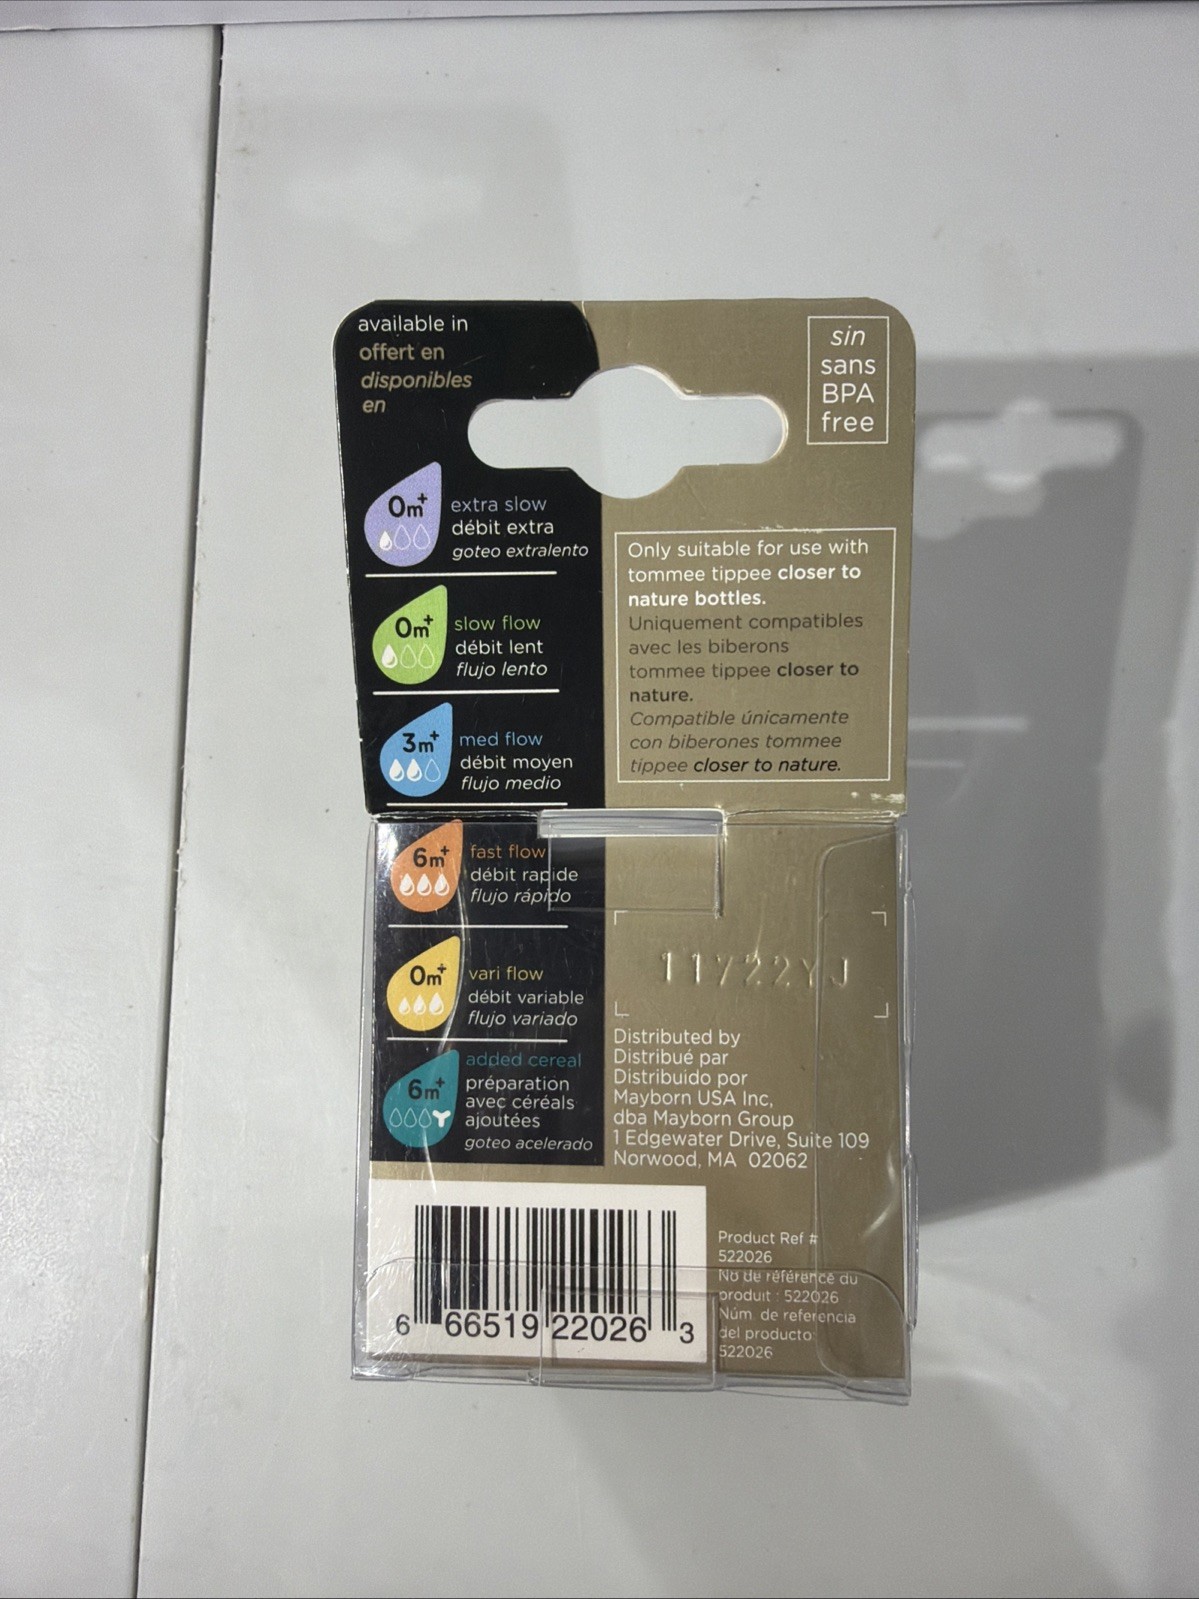 available in
offert en
disponibles
en
sin
sans
BPA
free
0m+
extra slow
débit extra
goteo extralento
0m+
slow flow
débit lent
flujo lento
3m+
med flow
débit moyen
flujo medio
6m+
fast flow
débit rapide
flujo rápido
0m+
vari flow
débit variable
flujo variado
6m+
added cereal
préparation
avec céréals
ajoutées
goteo acelerado
Only suitable for use with
tommee tippee closer to
nature bottles.
Uniquement compatibles
avec les biberons
tommee tippee closer to
nature.
Compatible únicamente
con biberones tommee
tippee closer to nature.
11722YJ
Distributed by
Distribué par
Distribuido por
Mayborn USA Inc,
dba Mayborn Group
1 Edgewater Drive, Suite 109
Norwood, MA 02062
6 66519 22026 3
Product Ref #
522026
No de référence du
produit : 522026
Núm. de referencia
del producto:
522026